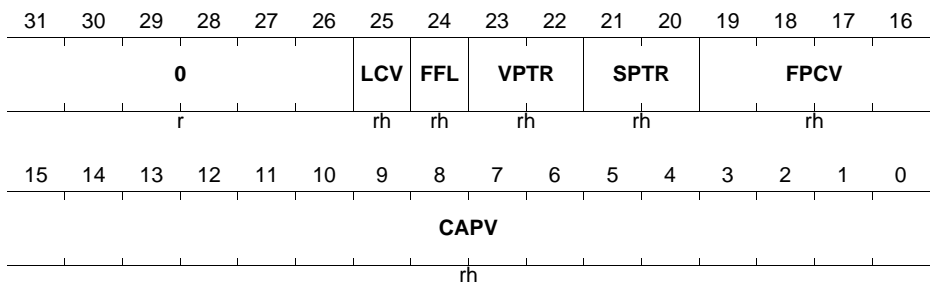 31 30 29 28 27 26 25 24 23 22 21 20 19 18 17 16
0 LCV FFL VPTR SPTR FPCV
r rh rh rh rh rh
15 14 13 12 11 10 9 8 7 6 5 4 3 2 1 0
CAPV
rh